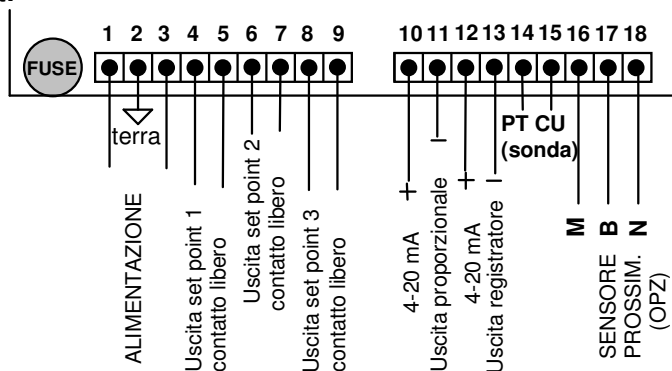 1 2 3 4 5 6 7 8 9 10 11 12 13 14 15 16 17 18
FUSE
terra
ALIMENTAZIONE
Uscita set point 1
contatto libero
Uscita set point 2
contatto libero
Uscita set point 3
contatto libero
4-20 mA +
Uscita proporzionale –
4-20 mA +
Uscita registratore –
PT CU
(sonda)
M B N
SENSORE
PROSSIM.
(OPZ)